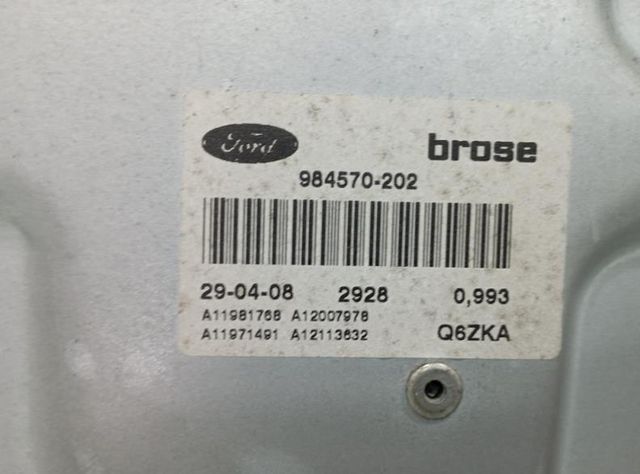 Ford brose
984570-202
29-04-08 2928 0,993
A11981768 A12007978
A11971491 A12113632 Q6ZKA